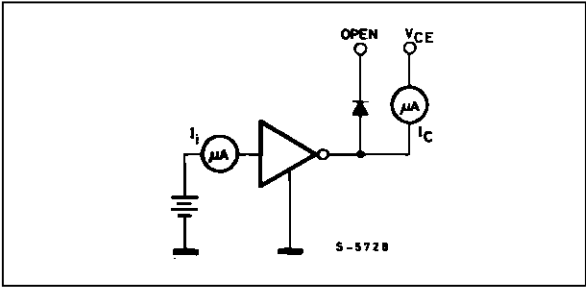 OPEN VCE
μA
Ii
μA
IC
S-5728